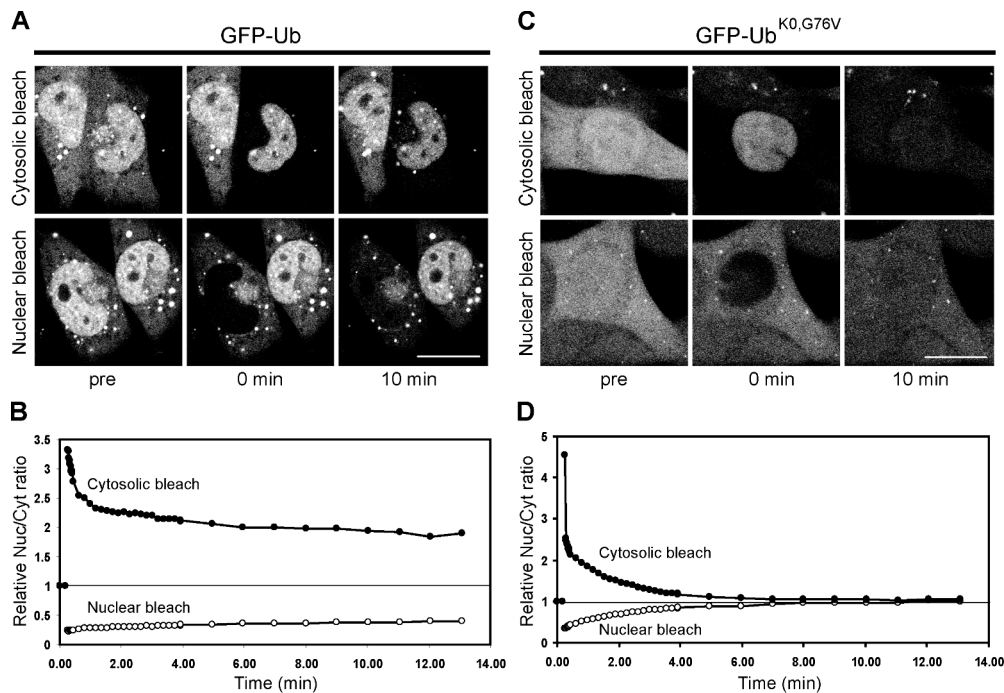 A
GFP-Ub
Cytosolic bleach
Nuclear bleach
pre 0 min 10 min
B
Relative Nuc/Cyt ratio
3.5
3
2.5
2
1.5
1
0.5
0
Cytosolic bleach
Nuclear bleach
0.00 2.00 4.00 6.00 8.00 10.00 12.00 14.00
Time (min)
C
GFP-Ub K0,G76V
Cytosolic bleach
Nuclear bleach
pre 0 min 10 min
D
Relative Nuc/Cyt ratio
5
4
3
2
1
0
Cytosolic bleach
Nuclear bleach
0.00 2.00 4.00 6.00 8.00 10.00 12.00 14.00
Time (min)